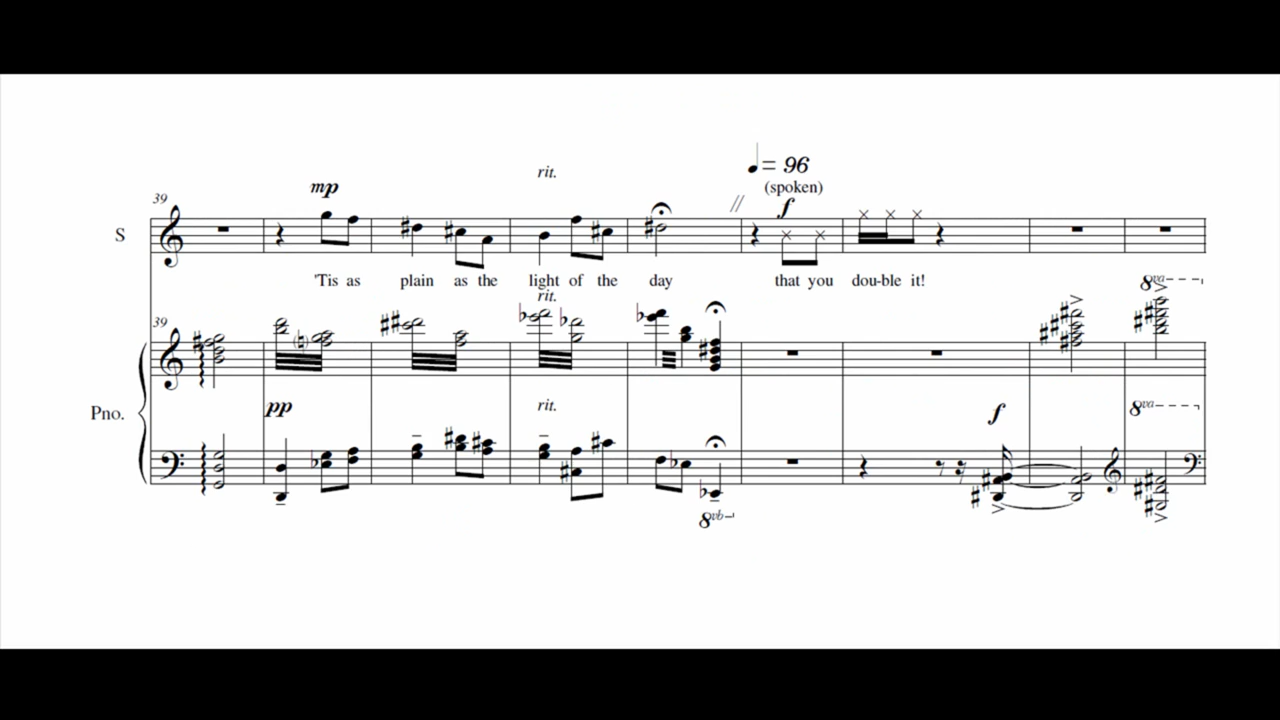 ♩= 96
rit.
(spoken)
mp
f
39
S
'Tis as plain as the light of the day that you dou-ble it!
rit.
8va
39
Pno.
pp
rit.
f
8va
8vb